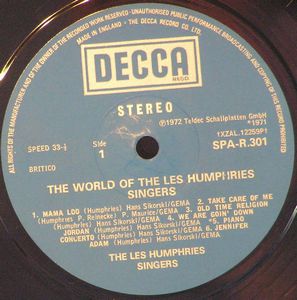 ALL RIGHTS OF THE MANUFACTURER AND OF THE OWNER OF THE RECORDED WORK RESERVED · UNAUTHORISED PUBLIC PERFORMANCE BROADCASTING AND COPYING OF THIS RECORD PROHIBITED
MADE IN ENGLAND · THE DECCA RECORD CO. LTD.
DECCA
REGD.
STEREO
℗1972 Teldec Schallplatten GmbH
*℗1971
SPEED 33⅓
Side
1
1XZAL.12259P1
SPA-R.301
BRITICO
THE WORLD OF THE LES HUMPHRIES
SINGERS
1. MAMA LOO (Humphries) Hans Sikorski/GEMA 2. TAKE CARE OF ME
(Humphries P. Reinecke) P. Maurice/GEMA 3. OLD TIME RELIGION
(Humphries) Hans Sikorski/GEMA 4. WE ARE GOIN' DOWN
JORDAN (Humphries) Hans Sikorski/GEMA *5. PIANO
CONCERTO (Humphries) Hans Sikorski/GEMA 6. JENNIFER
ADAM (Humphries) Hans Sikorski/GEMA
THE LES HUMPHRIES
SINGERS